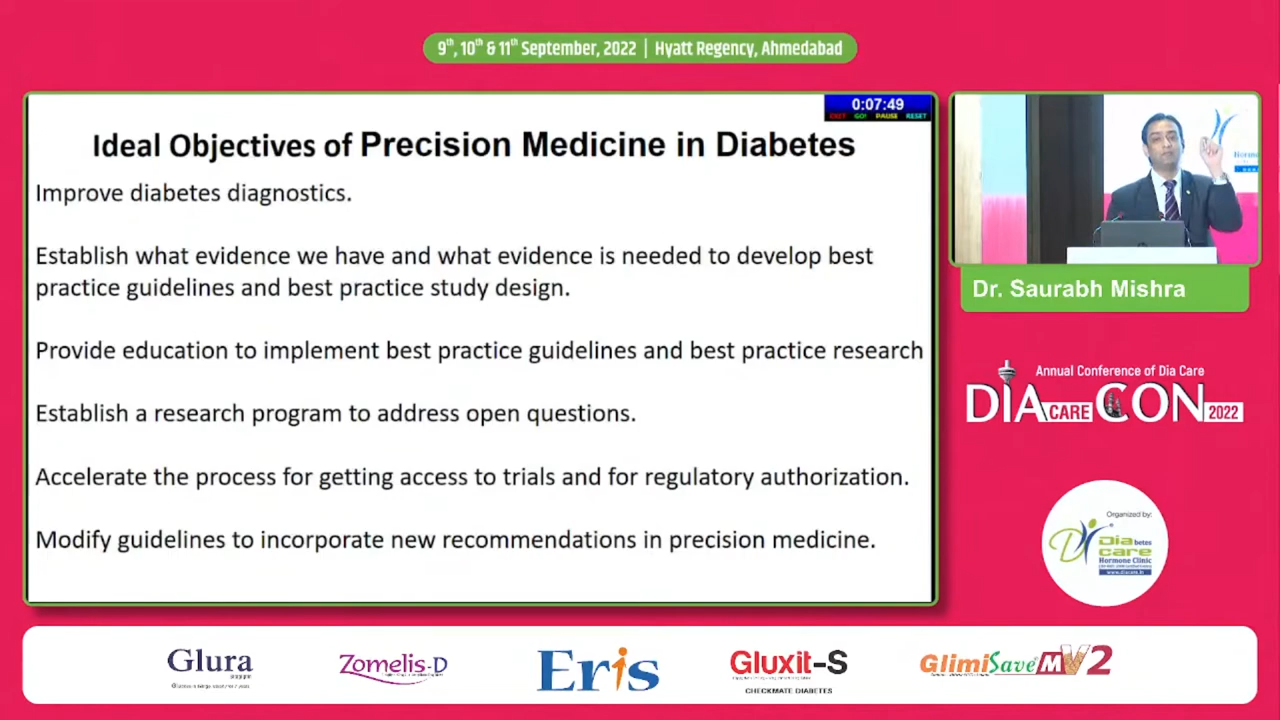 9th, 10th & 11th September, 2022 | Hyatt Regency, Ahmedabad
0:07:49
EXIT GO! PAUSE RESET
Ideal Objectives of Precision Medicine in Diabetes
Improve diabetes diagnostics.
Establish what evidence we have and what evidence is needed to develop best
practice guidelines and best practice study design.
Provide education to implement best practice guidelines and best practice research
Establish a research program to address open questions.
Accelerate the process for getting access to trials and for regulatory authorization.
Modify guidelines to incorporate new recommendations in precision medicine.
Dr. Saurabh Mishra
Annual Conference of Dia Care
DIA CARE CON 2022
Organized by:
Diabetes
care
Hormone Clinic
www.diacare.in
Glura
Zomelis-D
Eris
Gluxit-S
CHECKMATE DIABETES
GlimiSave MV2